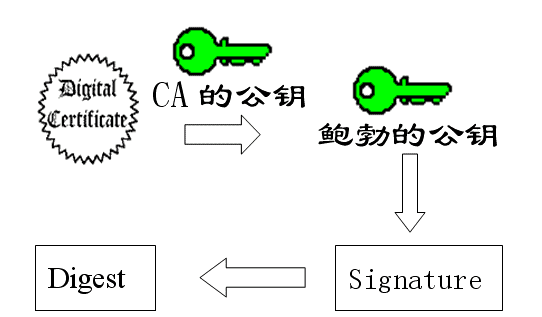 Digital
Certificate
CA 的公钥
鲍勃的公钥
Digest
Signature